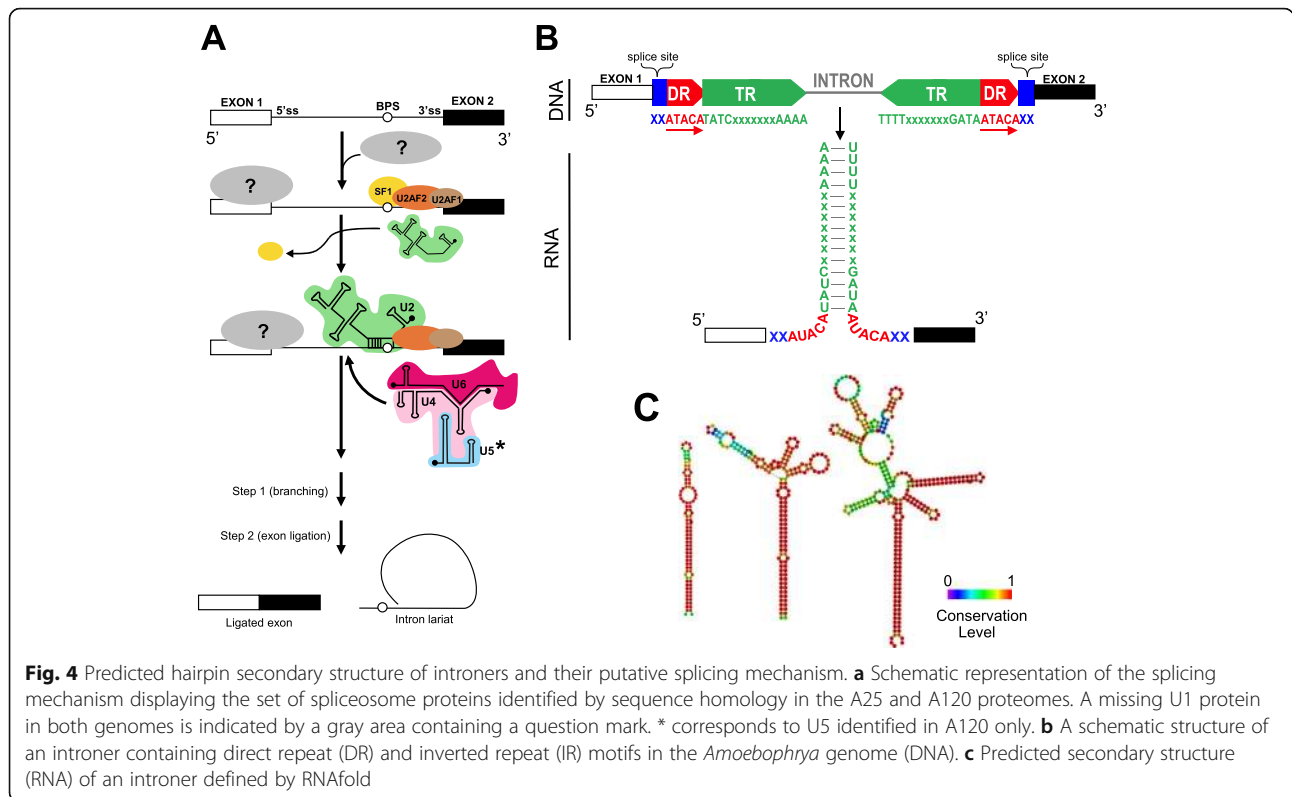 A
EXON 1
5'ss
BPS
3'ss
EXON 2
5'
3'
?
?
SF1
U2AF2
U2AF1
?
U2
U6
U4
U5*
Step 1 (branching)
Step 2 (exon ligation)
Ligated exon
Intron lariat
B
splice site
splice site
DNA
EXON 1
DR
TR
INTRON
TR
DR
EXON 2
5'
3'
XXATACATATCxxxxxxxAAAA
TTTTxxxxxxxGATAATACAXX
RNA
A — U
A — U
A — U
A — U
x — x
x — x
x — x
x — x
x — x
x — x
x — x
C — G
U — A
A — U
U — A
5'
3'
XXAUACA
AUACAXX
C
0
1
Conservation
Level
Fig. 4 Predicted hairpin secondary structure of introners and their putative splicing mechanism. a Schematic representation of the splicing
mechanism displaying the set of spliceosome proteins identified by sequence homology in the A25 and A120 proteomes. A missing U1 protein
in both genomes is indicated by a gray area containing a question mark. * corresponds to U5 identified in A120 only. b A schematic structure of
an introner containing direct repeat (DR) and inverted repeat (IR) motifs in the Amoebophrya genome (DNA). c Predicted secondary structure
(RNA) of an introner defined by RNAfold